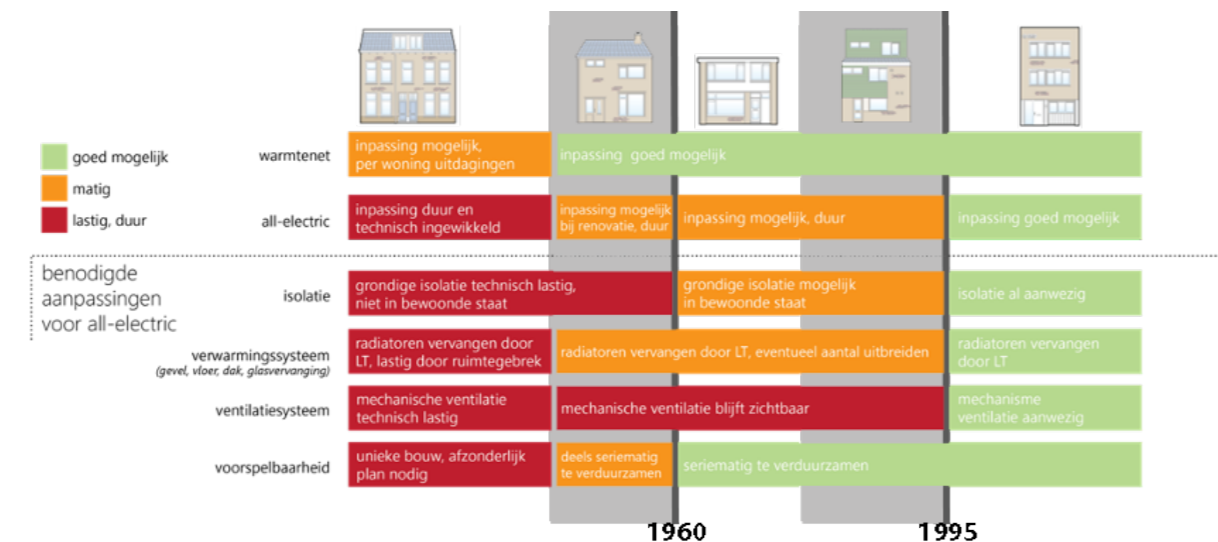 goed mogelijk
matig
lastig, duur
warmtenet
inpassing mogelijk,
per woning uitdagingen
inpassing goed mogelijk
all-electric
inpassing duur en
technisch ingewikkeld
inpassing mogelijk
bij renovatie, duur
inpassing mogelijk, duur
inpassing goed mogelijk
benodigde
aanpassingen
voor all-electric
isolatie
grondige isolatie technisch lastig,
niet in bewoonde staat
grondige isolatie mogelijk
in bewoonde staat
isolatie al aanwezig
verwarmingssysteem
(gevel, vloer, dak, glasvervanging)
radiatoren vervangen door
LT, lastig door ruimtegebrek
radiatoren vervangen door LT, eventueel aantal uitbreiden
radiatoren vervangen
door LT
ventilatiesysteem
mechanische ventilatie
technisch lastig
mechanische ventilatie blijft zichtbaar
mechanisme
ventilatie aanwezig
voorspelbaarheid
unieke bouw, afzonderlijk
plan nodig
deels seriematig
te verduurzamen
seriematig te verduurzamen
1960
1995